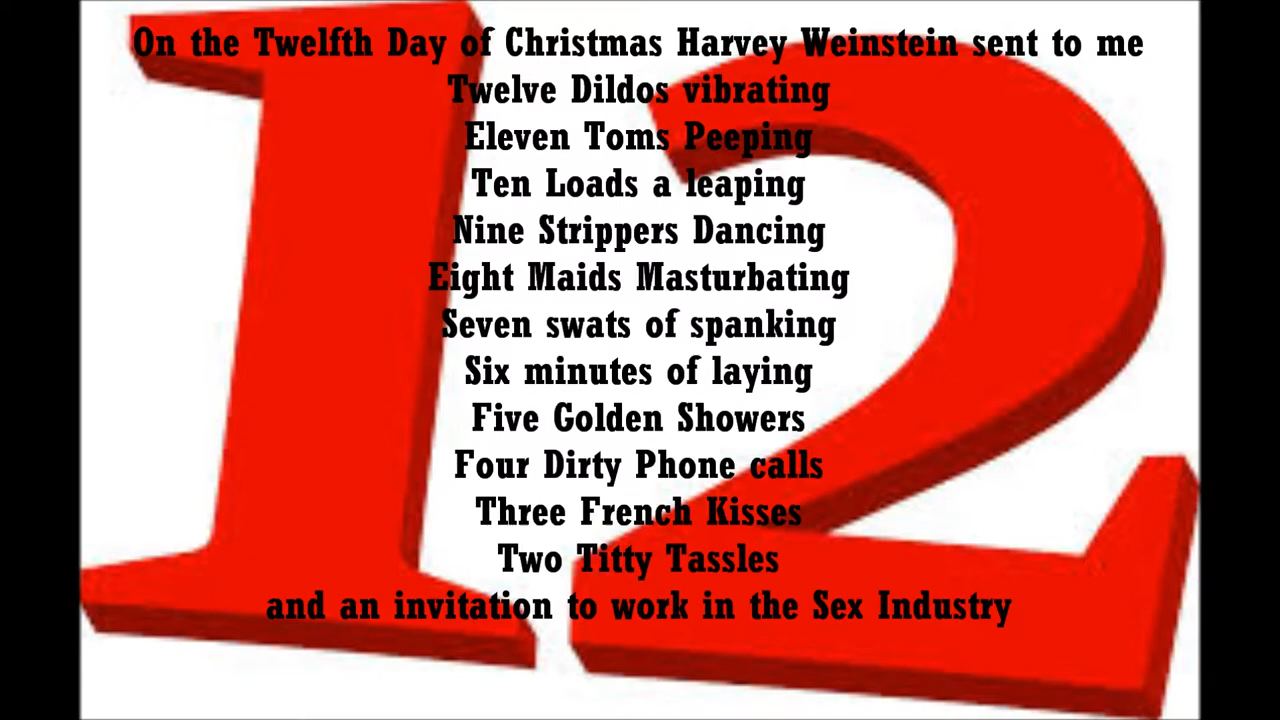 On the Twelfth Day of Christmas Harvey Weinstein sent to me
Twelve Dildos vibrating
Eleven Toms Peeping
Ten Loads a leaping
Nine Strippers Dancing
Eight Maids Masturbating
Seven swats of spanking
Six minutes of laying
Five Golden Showers
Four Dirty Phone calls
Three French Kisses
Two Titty Tassles
and an invitation to work in the Sex Industry
12